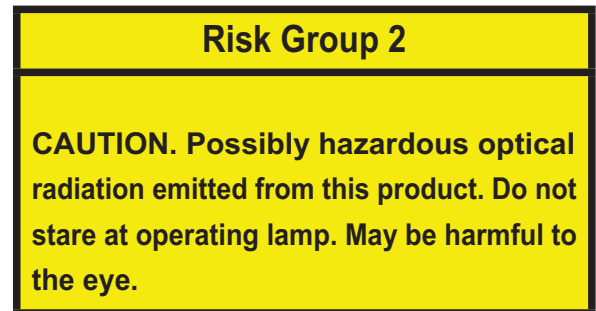 Risk Group 2
CAUTION. Possibly hazardous optical
radiation emitted from this product. Do not
stare at operating lamp. May be harmful to
the eye.